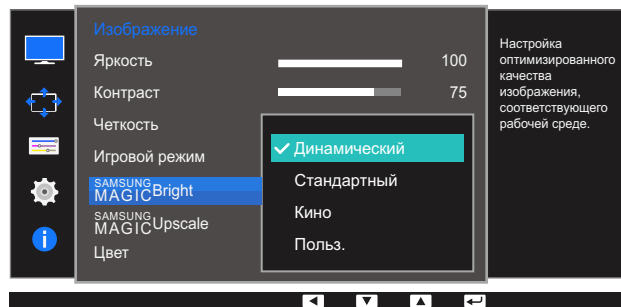 Изображение
Яркость 100
Контраст 75
Четкость
Игровой режим
SAMSUNG
MAGICBright
SAMSUNG
MAGICUpscale
Цвет
Динамический
Стандартный
Кино
Польз.
Настройка
оптимизированного
качества
изображения,
соответствующего
рабочей среде.